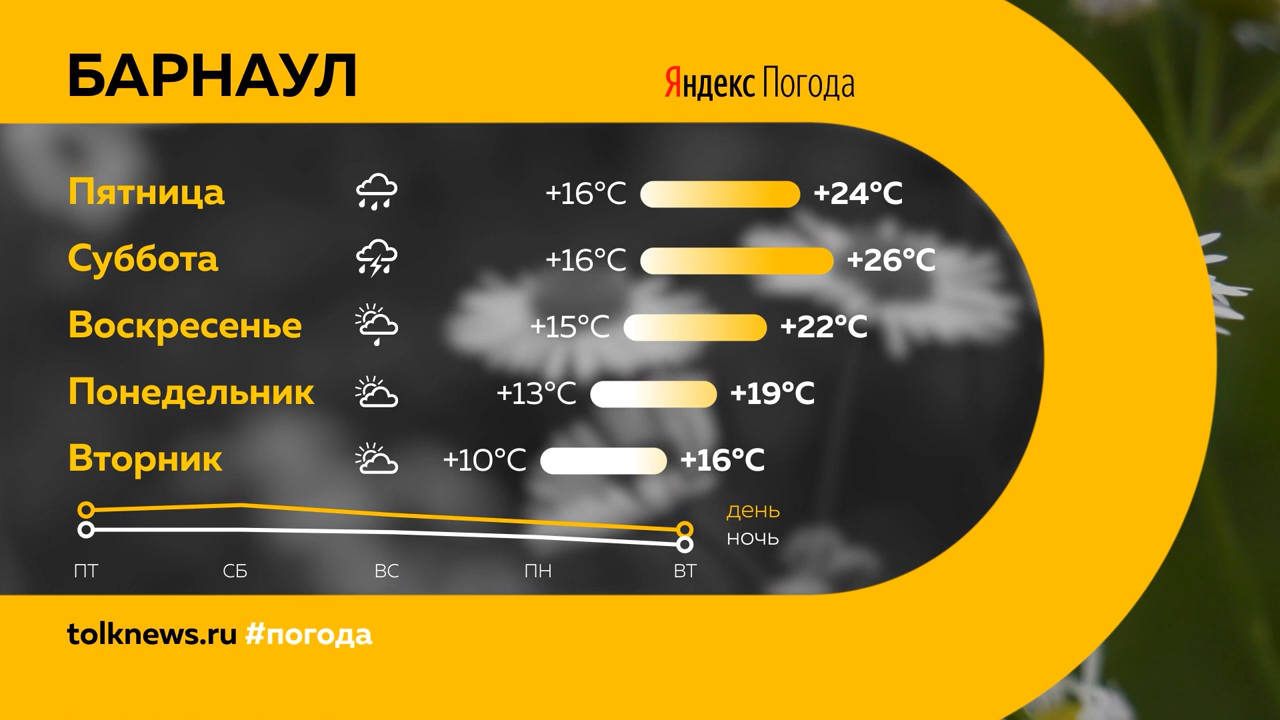 БАРНАУЛ
Яндекс Погода
Пятница +16°C +24°C
Суббота +16°C +26°C
Воскресенье +15°C +22°C
Понедельник +13°C +19°C
Вторник +10°C +16°C
день
ночь
ПТ СБ ВС ПН ВТ
tolknews.ru #погода